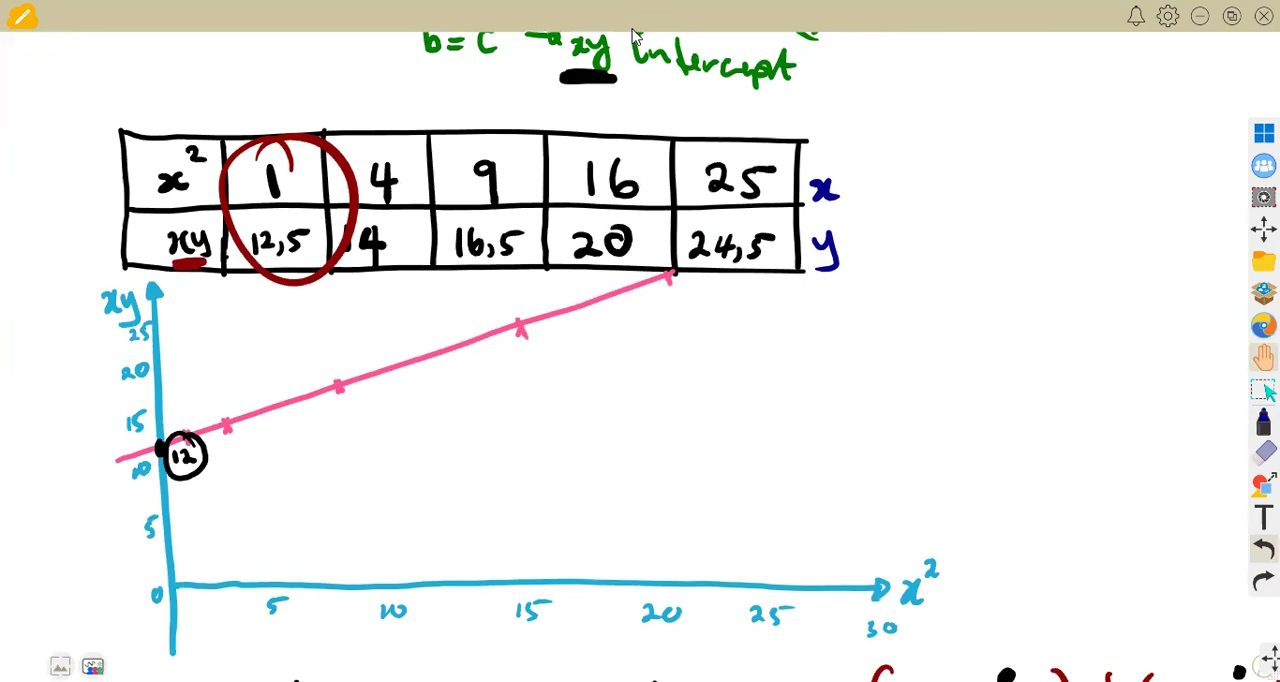 b = c → xy intercept
x² 1 4 9 16 25 x
xy 12,5 14 16,5 20 24,5 y
xy
25
20
15
12
10
5
0
5 10 15 20 25 30 x²
T